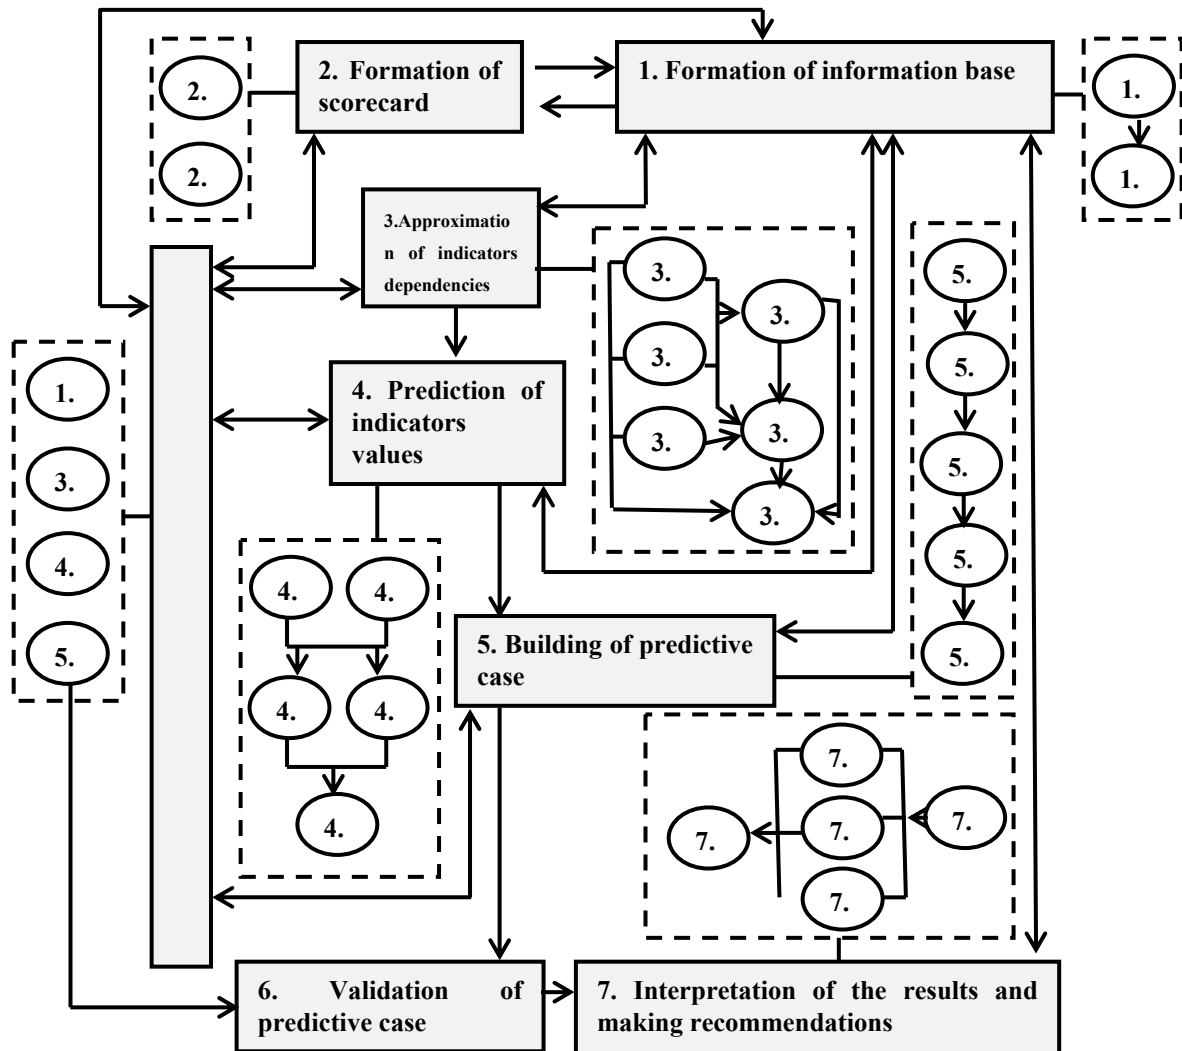 2. Formation of
scorecard
1. Formation of information base
2.
2.
1.
1.
3.Approximatio
n of indicators
dependencies
3.
3.
3.
3.
3.
3.
5.
5.
5.
5.
5.
1.
3.
4.
5.
4. Prediction of
indicators
values
4.
4.
4.
4.
4.
5. Building of predictive
case
7.
7.
7.
7.
7.
6. Validation of
predictive case
7. Interpretation of the results and
making recommendations